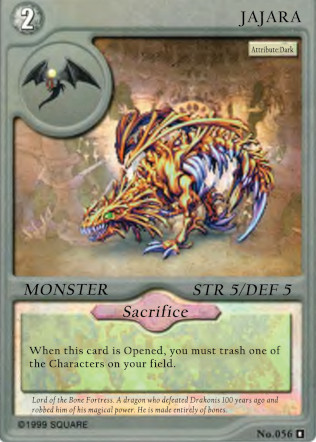 2
JAJARA
Attribute:Dark
MONSTER
STR 5/DEF 5
Sacrifice
When this card is Opened, you must trash one of
the Characters on your field.
Lord of the Bone Fortress. A dragon who defeated Drakonis 100 years ago and
robbed him of his magical power. He is made entirely of bones.
©1999 SQUARE
No.056